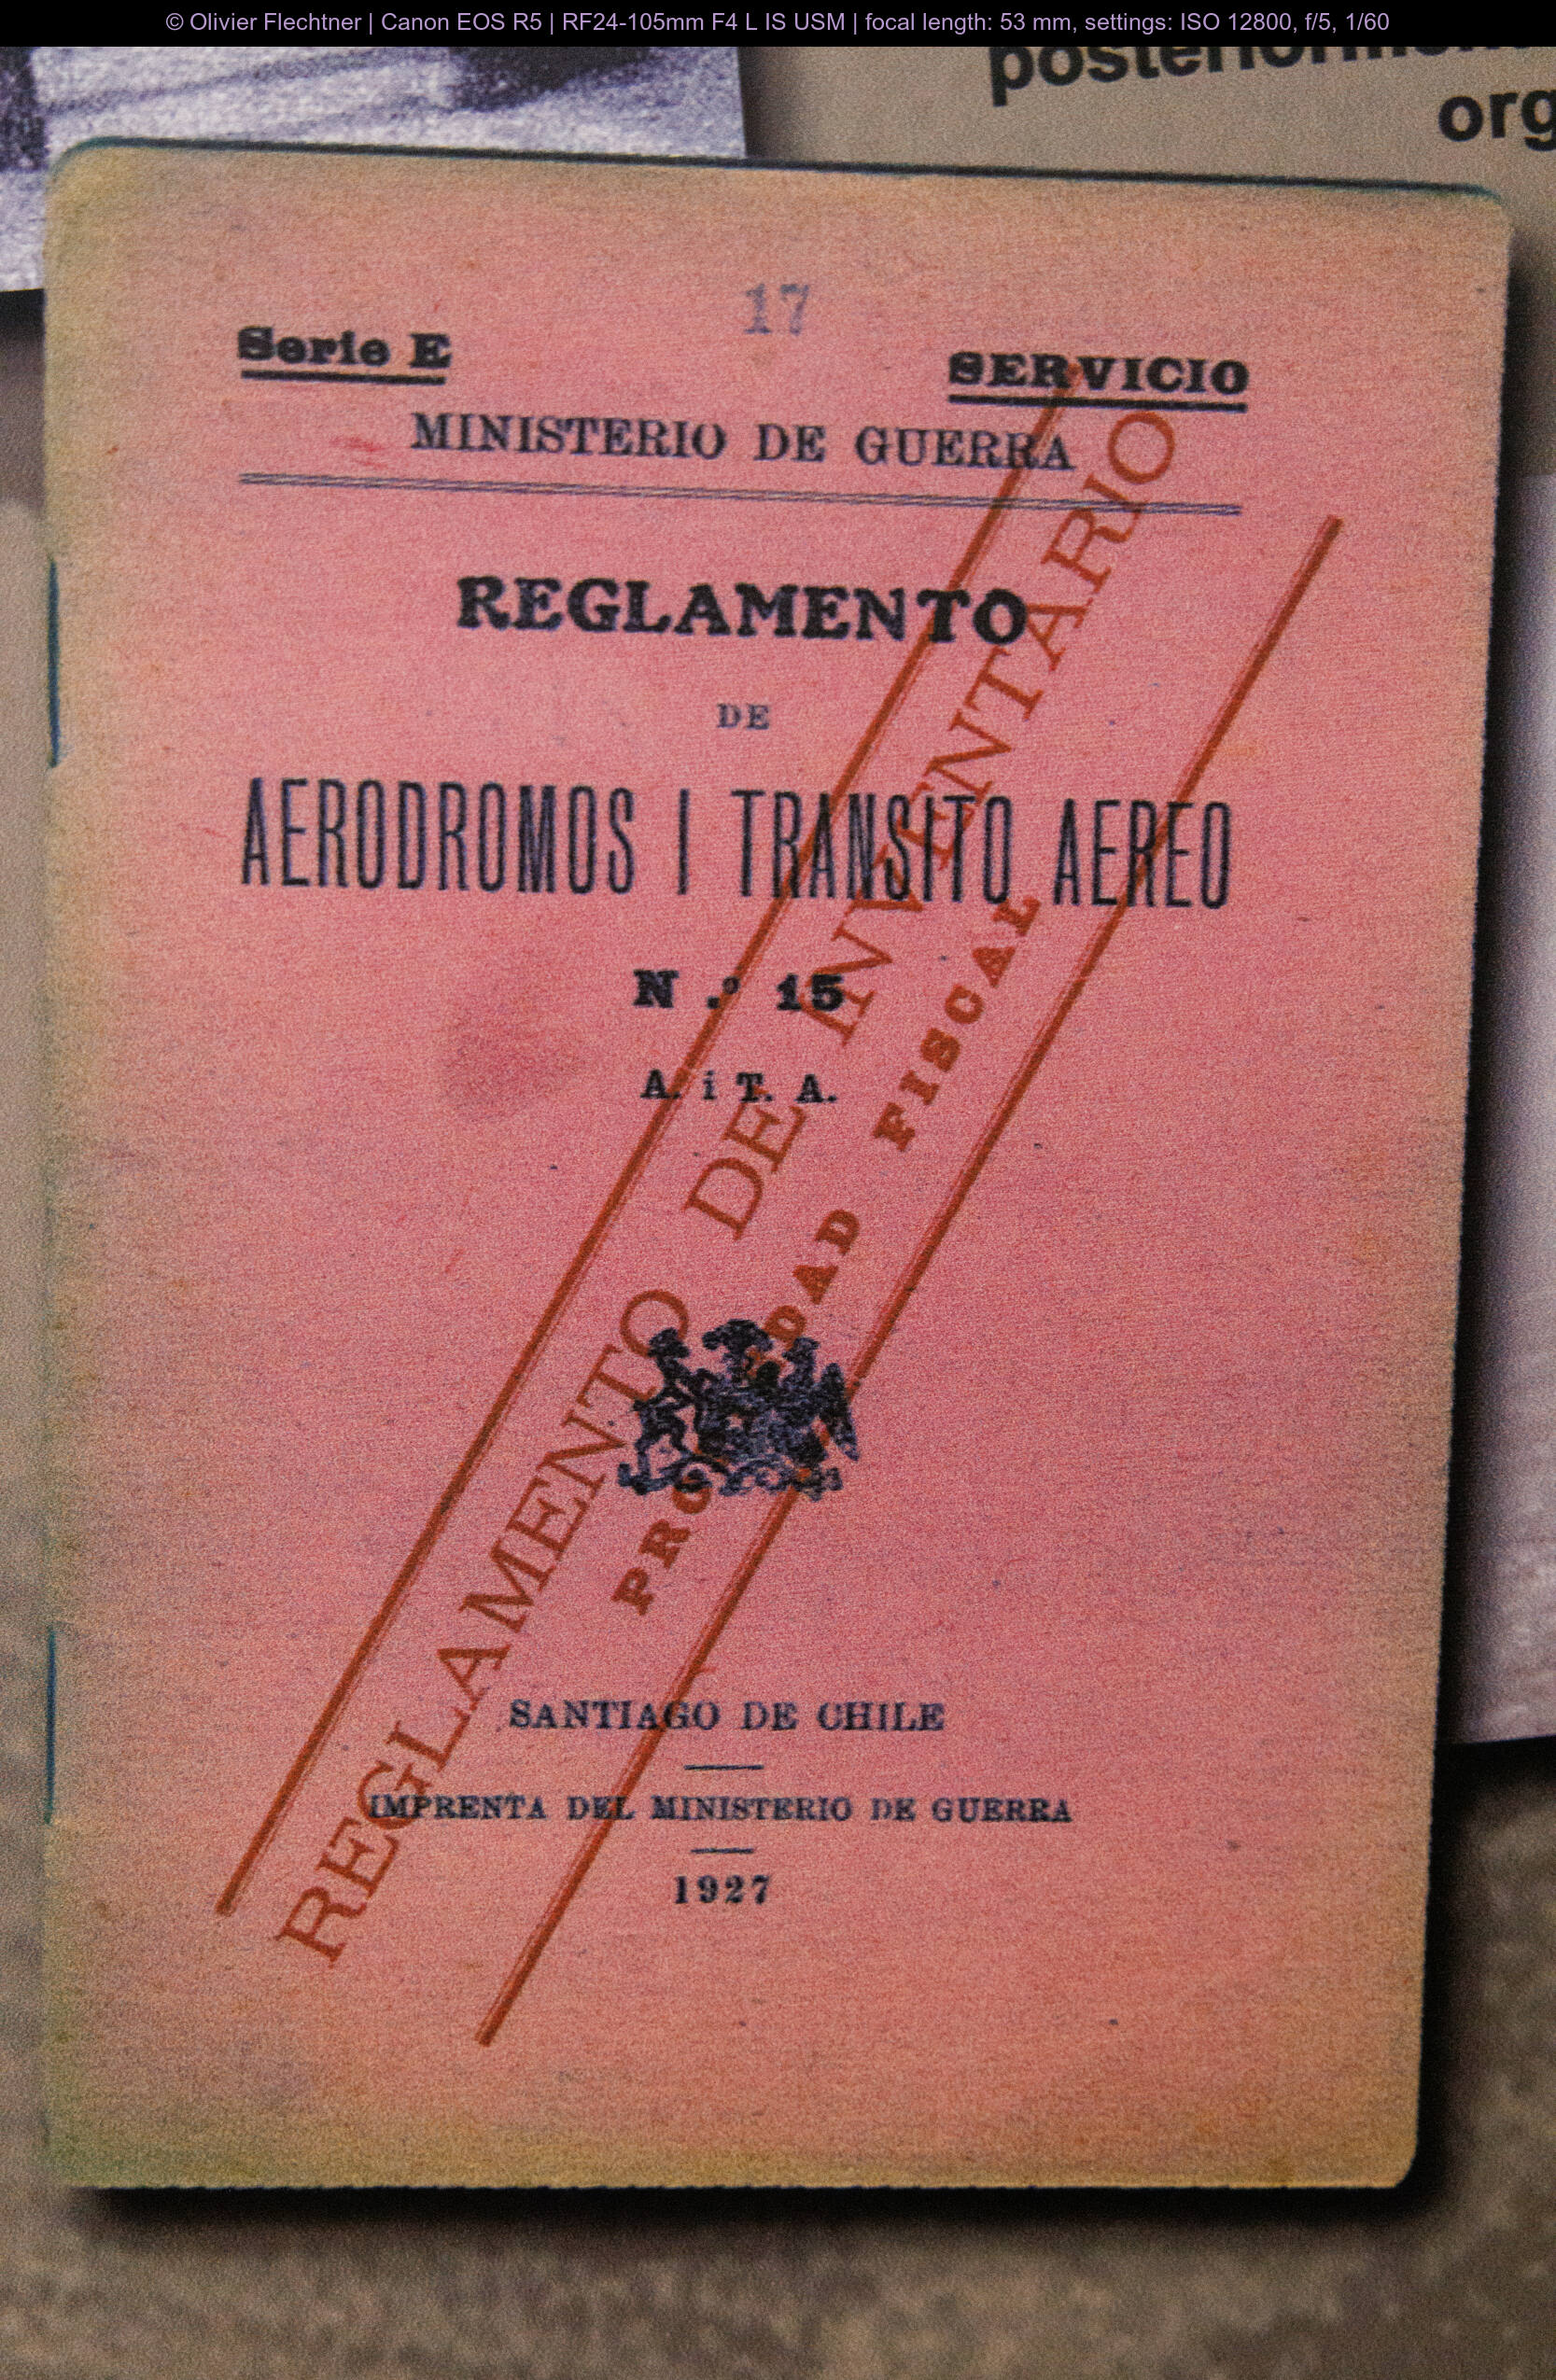 © Olivier Flechtner | Canon EOS R5 | RF24-105mm F4 L IS USM | focal length: 53 mm, settings: ISO 12800, f/5, 1/60
org
17
Serie E
SERVICIO
MINISTERIO DE GUERRA
REGLAMENTO
DE
AERODROMOS I TRANSITO AEREO
N.º 15
A. i T. A.
REGLAMENTO DE INVENTARIO
FISCAL
SANTIAGO DE CHILE
IMPRENTA DEL MINISTERIO DE GUERRA
1927